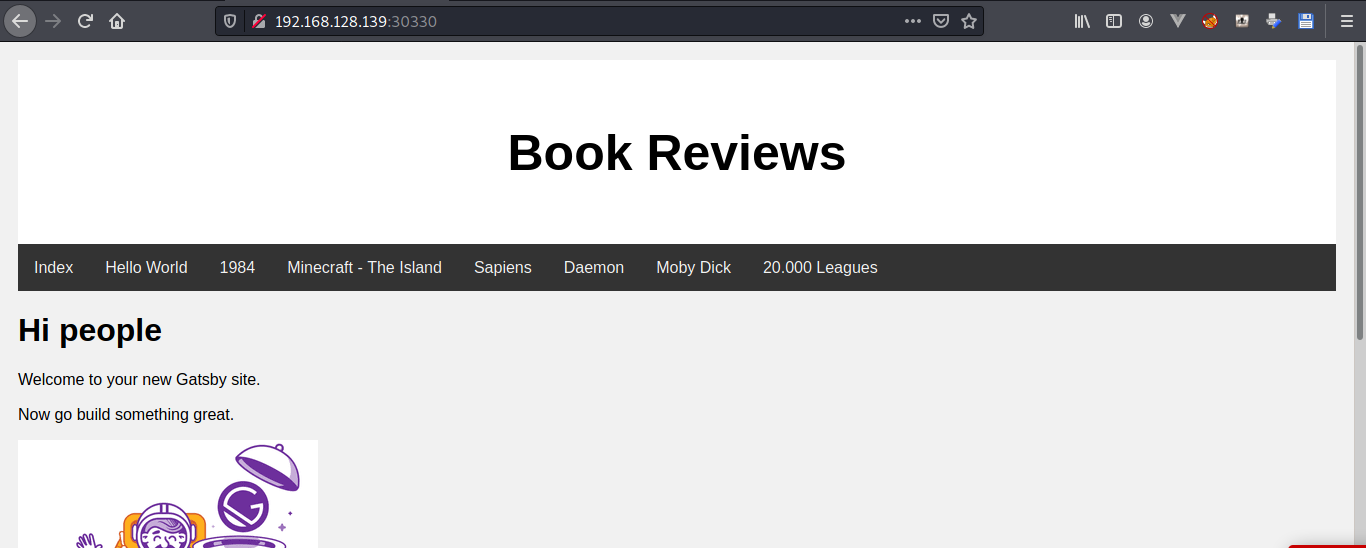 192.168.128.139:30330
Book Reviews
Index Hello World 1984 Minecraft - The Island Sapiens Daemon Moby Dick 20.000 Leagues
Hi people
Welcome to your new Gatsby site.
Now go build something great.